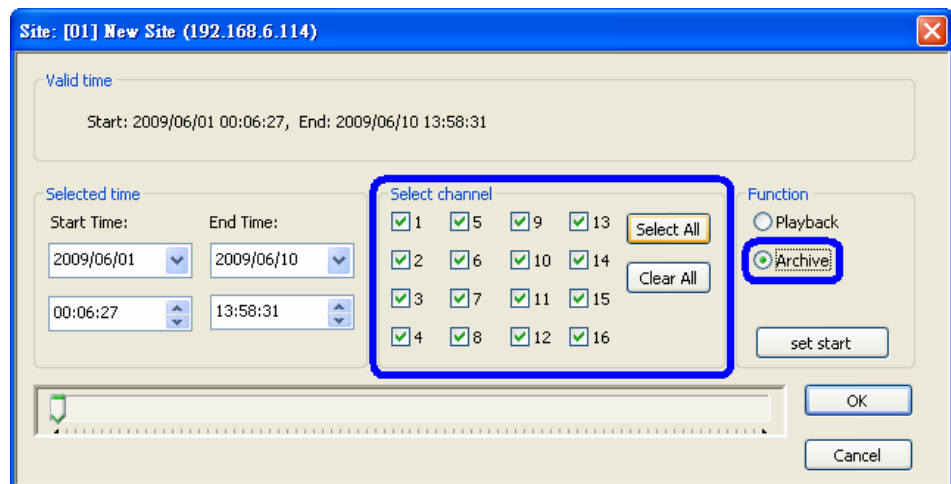 Site: [01] New Site (192.168.6.114)
Valid time
Start: 2009/06/01 00:06:27, End: 2009/06/10 13:58:31
Selected time
Start Time:
End Time:
2009/06/01
2009/06/10
00:06:27
13:58:31
Select channel
1 5 9 13
2 6 10 14
3 7 11 15
4 8 12 16
Select All
Clear All
Function
Playback
Archive
set start
OK
Cancel